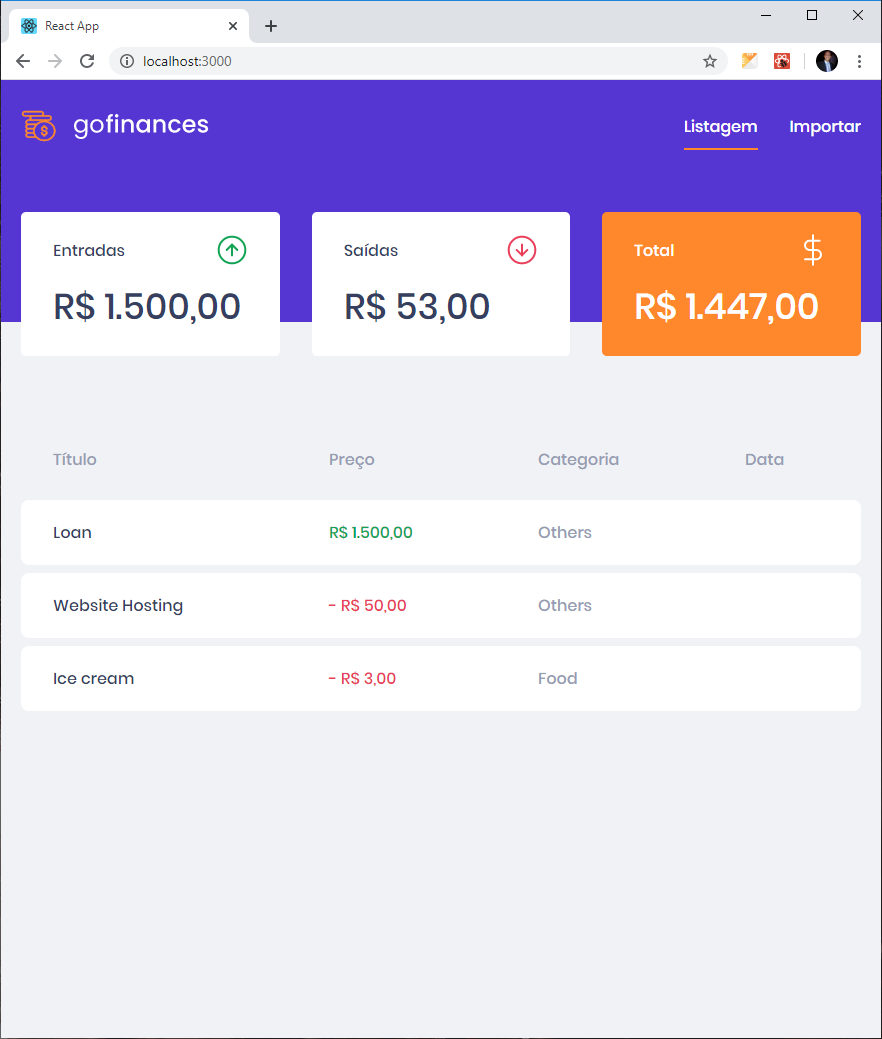 React App
localhost:3000
gofinances
Listagem Importar
Entradas
R$ 1.500,00
Saídas
R$ 53,00
Total
$
R$ 1.447,00
Título Preço Categoria Data
Loan R$ 1.500,00 Others
Website Hosting - R$ 50,00 Others
Ice cream - R$ 3,00 Food